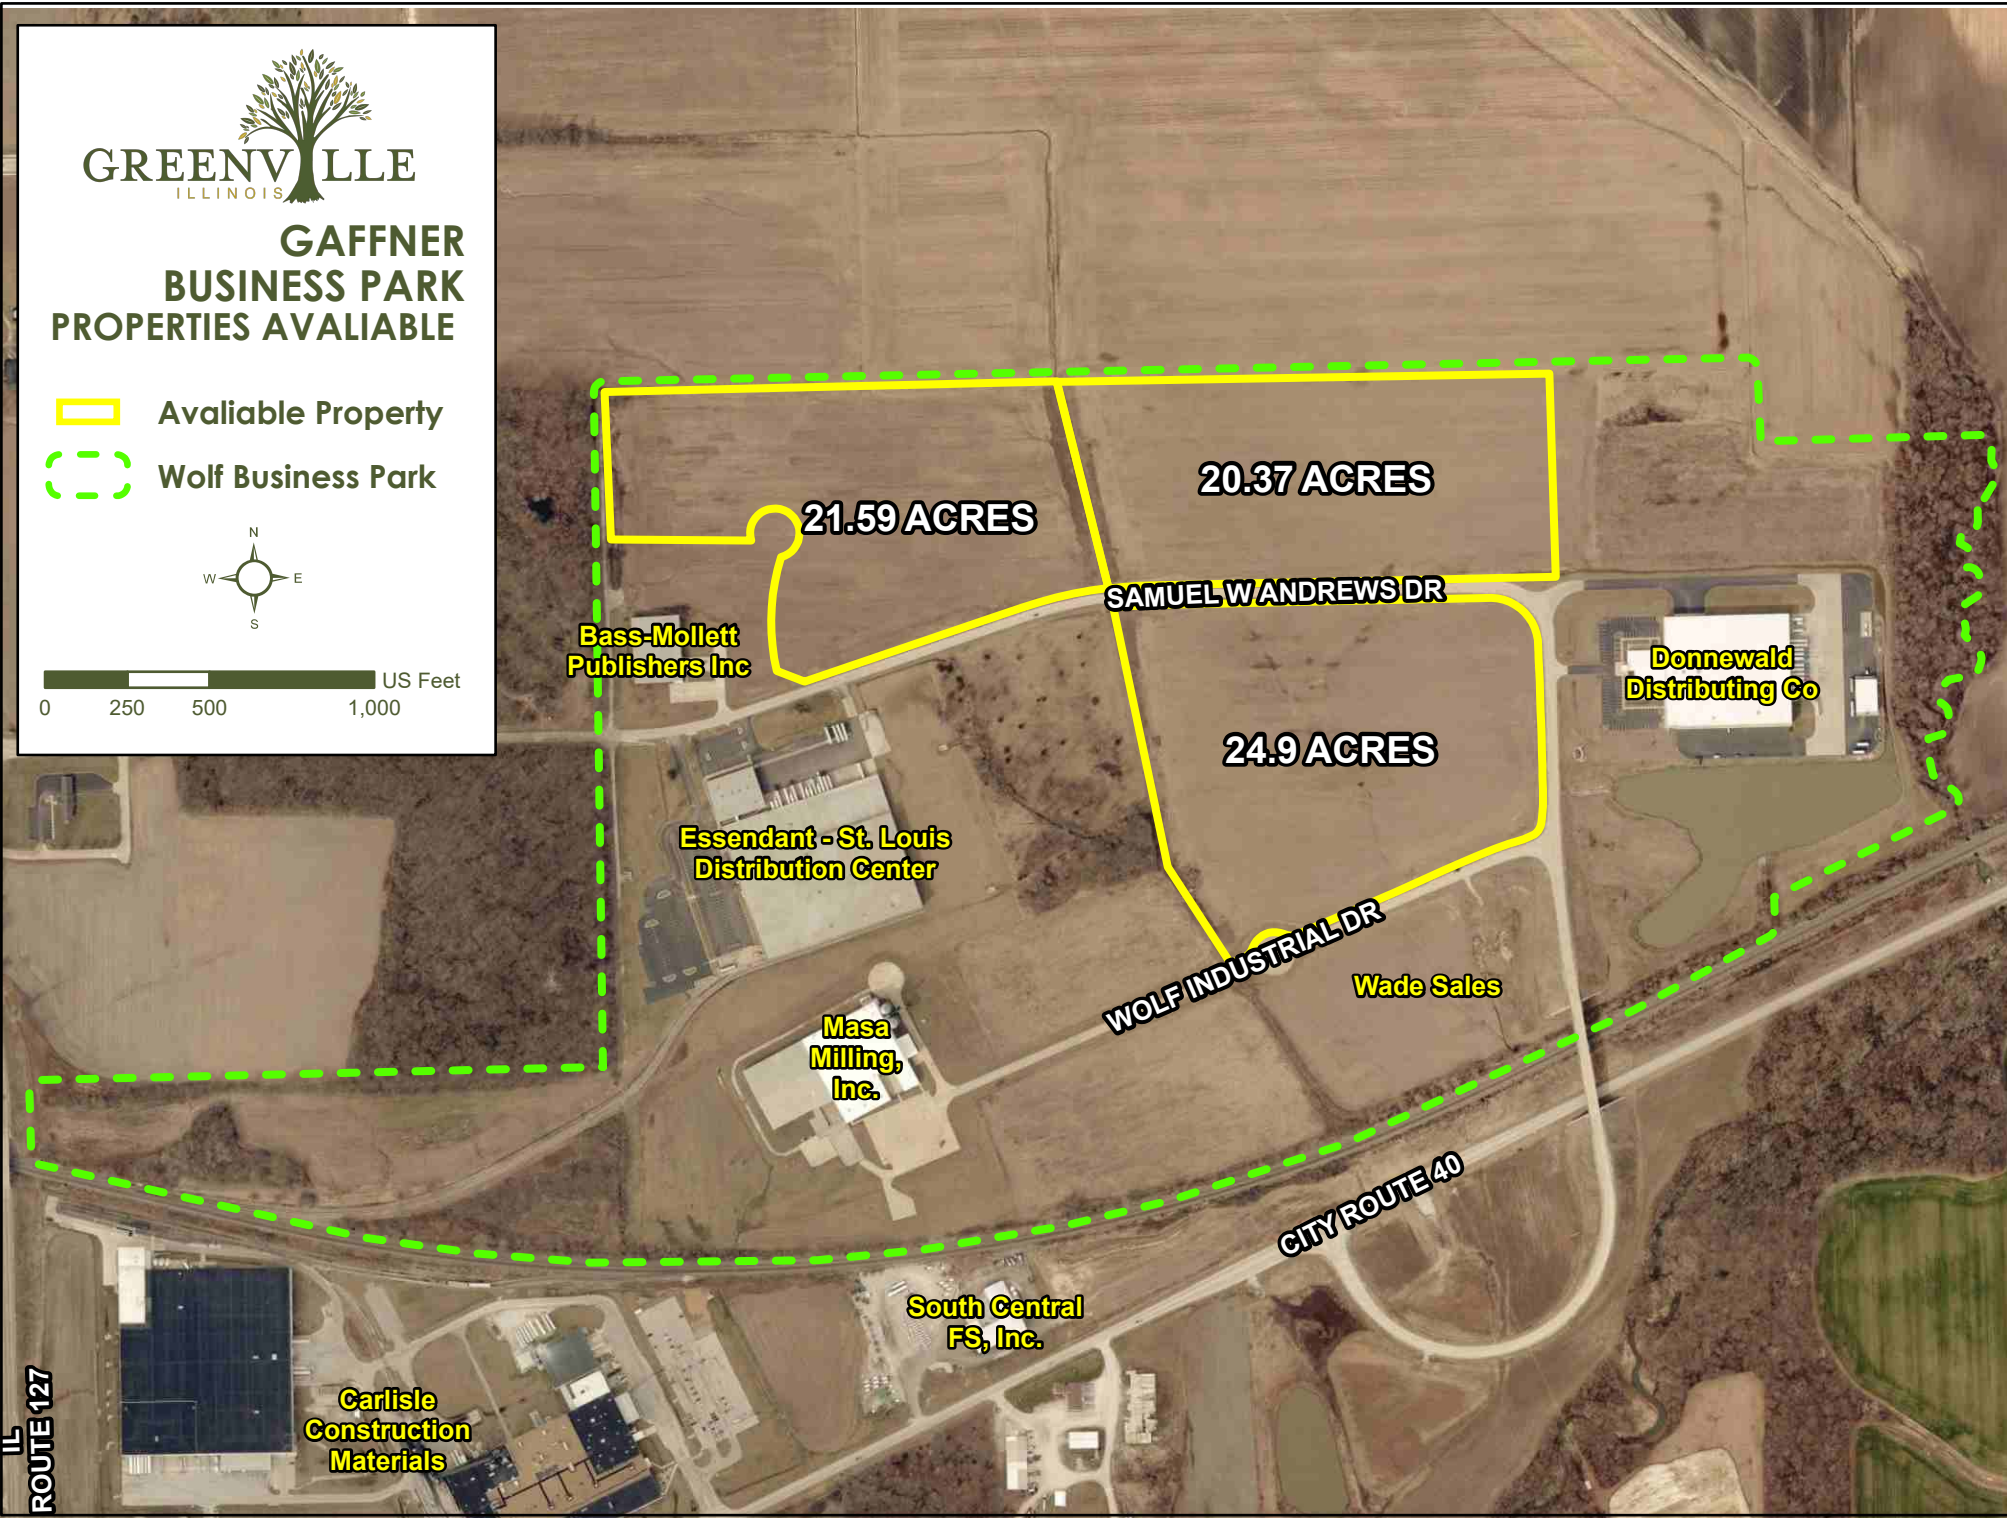 GREENVILLE
ILLINOIS
GAFFNER
BUSINESS PARK
PROPERTIES AVALIABLE
Avaliable Property
Wolf Business Park
N
W E
S
US Feet
0 250 500 1,000
20.37 ACRES
21.59 ACRES
SAMUEL W ANDREWS DR
Bass-Mollett
Publishers Inc
Donnewald
Distributing Co
24.9 ACRES
Essendant - St. Louis
Distribution Center
WOLF INDUSTRIAL DR
Wade Sales
Masa
Milling,
Inc.
CITY ROUTE 40
South Central
FS, Inc.
Carlisle
Construction
Materials
IL
ROUTE 127